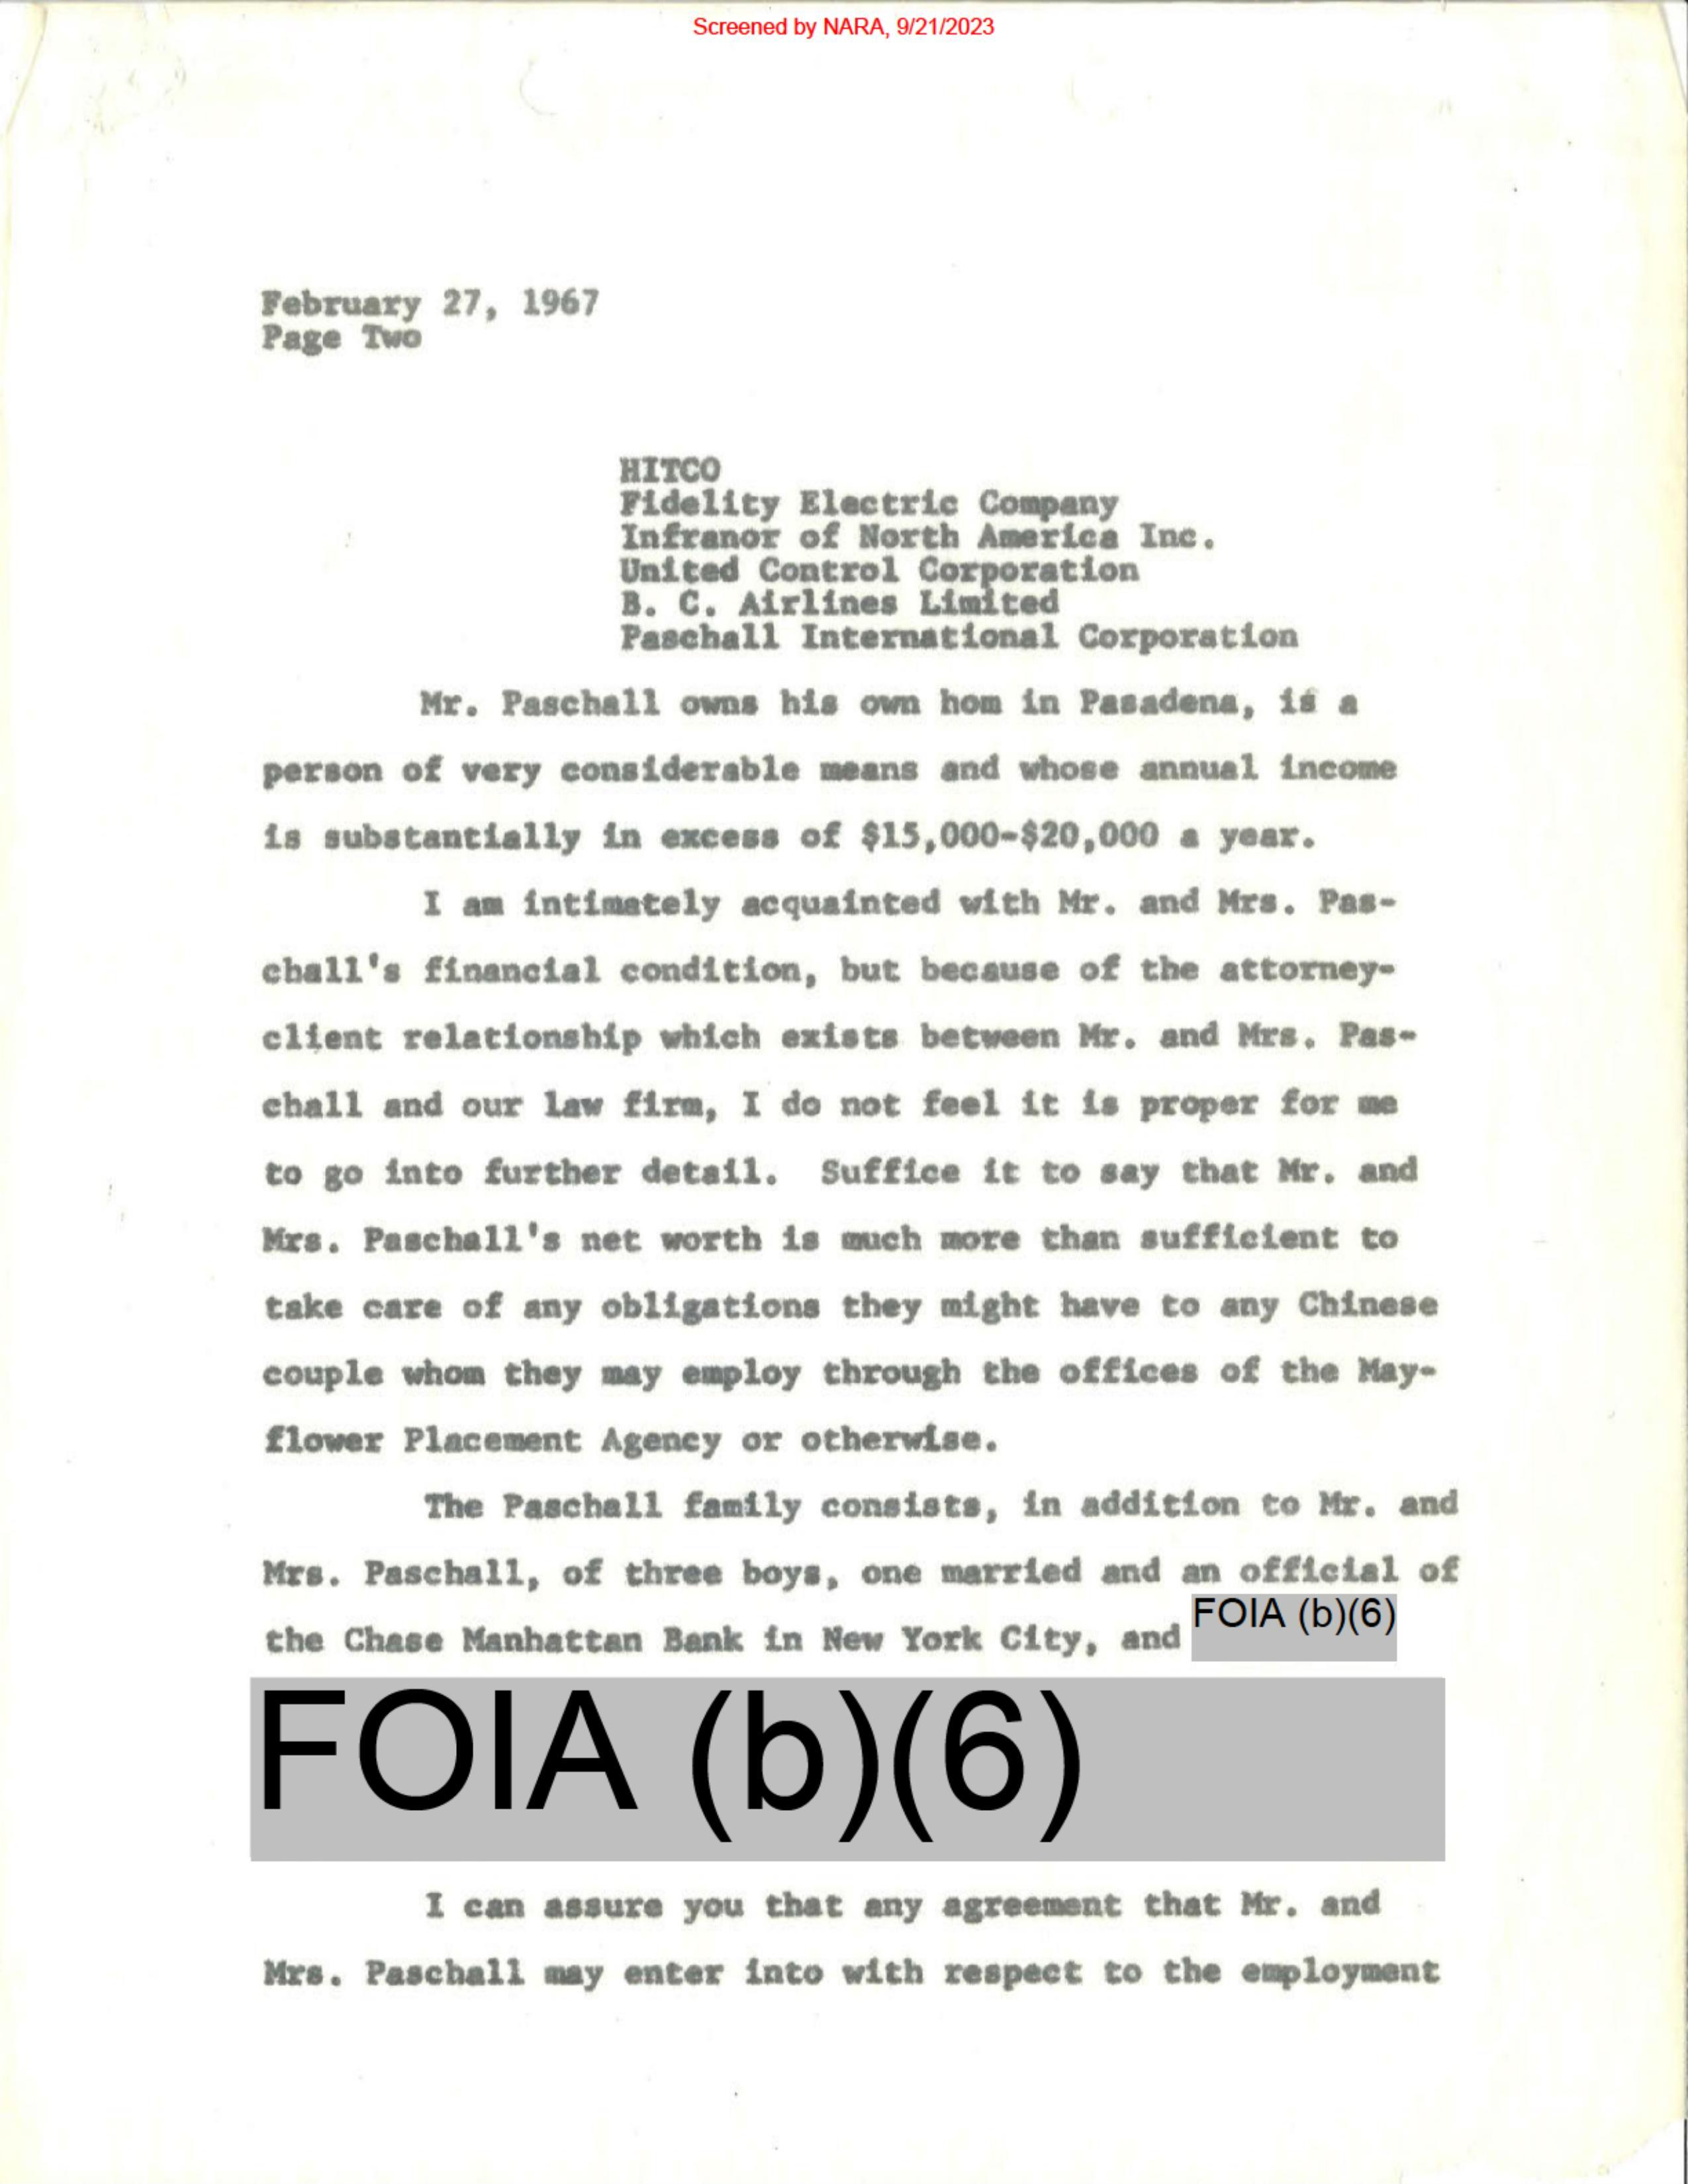 Screened by NARA, 9/21/2023
February 27, 1967
Page Two
HITCO
Fidelity Electric Company
Infranor of North America Inc.
United Control Corporation
B. C. Airlines Limited
Paschall International Corporation
Mr. Paschall owns his own hom in Pasadena, is a
person of very considerable means and whose annual income
is substantially in excess of $15,000-$20,000 a year.
I am intimately acquainted with Mr. and Mrs. Pas-
chall's financial condition, but because of the attorney-
client relationship which exists between Mr. and Mrs. Pas-
chall and our law firm, I do not feel it is proper for me
to go into further detail. Suffice it to say that Mr. and
Mrs. Paschall's net worth is much more than sufficient to
take care of any obligations they might have to any Chinese
couple whom they may employ through the offices of the May-
flower Placement Agency or otherwise.
The Paschall family consists, in addition to Mr. and
Mrs. Paschall, of three boys, one married and an official of
the Chase Manhattan Bank in New York City, and FOIA (b)(6)
FOIA (b)(6)
I can assure you that any agreement that Mr. and
Mrs. Paschall may enter into with respect to the employment